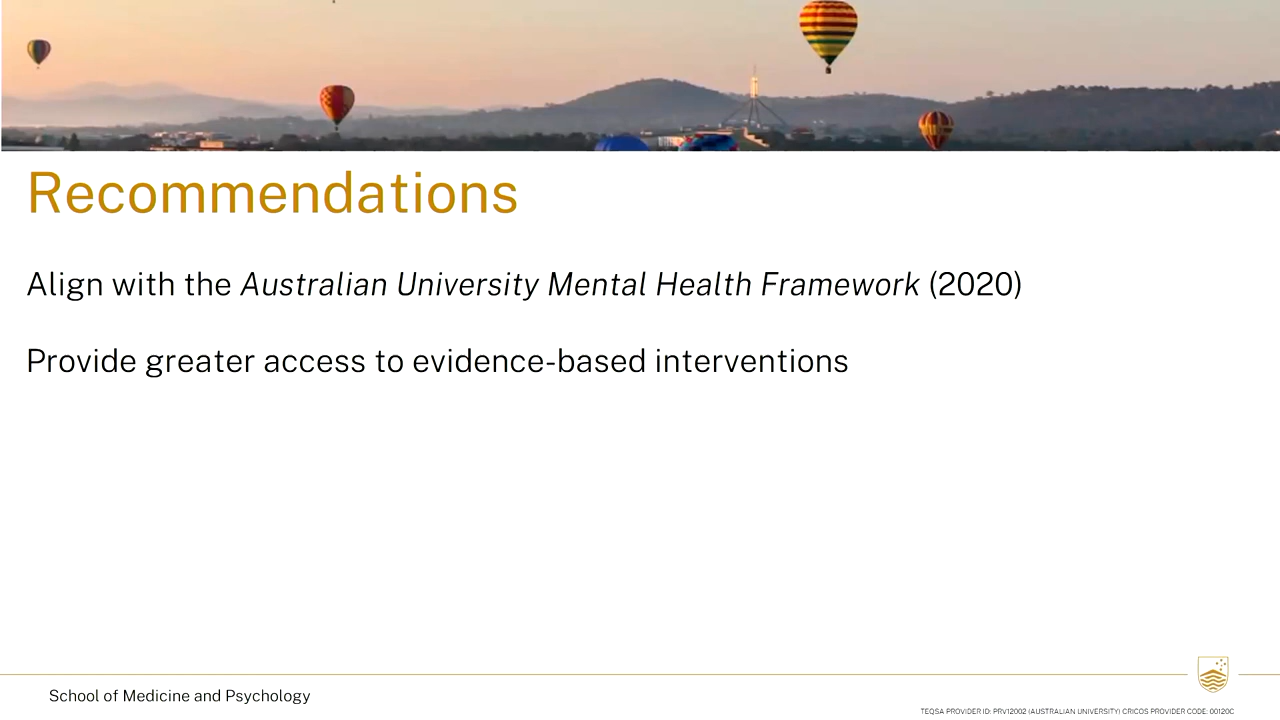 Recommendations
Align with the Australian University Mental Health Framework (2020)
Provide greater access to evidence-based interventions
School of Medicine and Psychology
TEQSA PROVIDER ID: PRV12002 (AUSTRALIAN UNIVERSITY) CRICOS PROVIDER CODE: 00120C